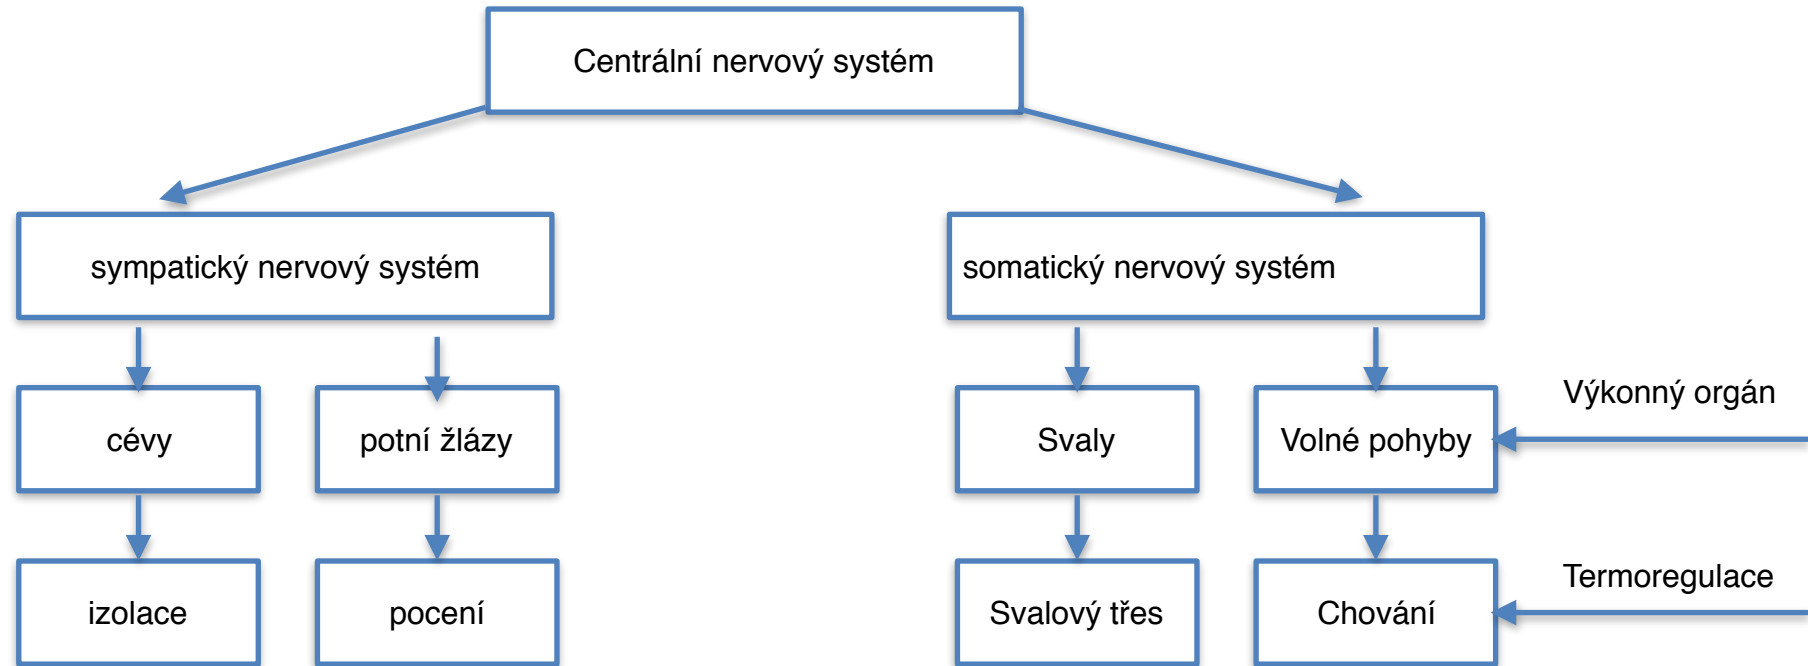 Centrální nervový systém
sympatický nervový systém
somatický nervový systém
cévy
potní žlázy
Svaly
Volné pohyby
Výkonný orgán
izolace
pocení
Svalový třes
Chování
Termoregulace